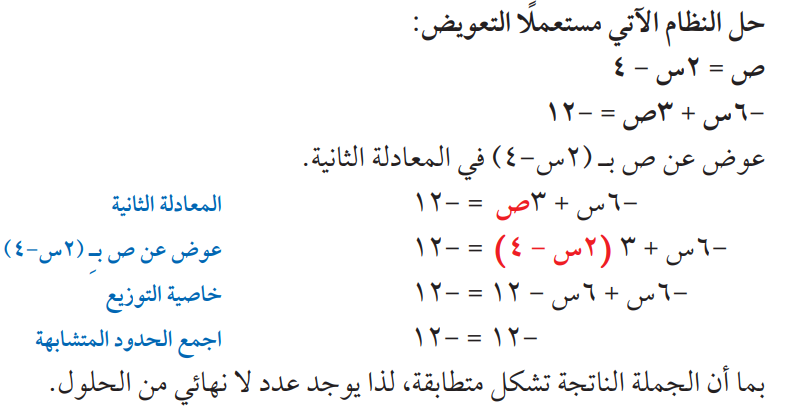 حل النظام الآتي مستعملًا التعويض:
ص = ٢س – ٤
–٦س + ٣ص = –١٢
عوض عن ص بـ (٢س–٤) في المعادلة الثانية.
–٦س + ٣ص = –١٢ المعادلة الثانية
–٦س + ٣ (٢س – ٤) = –١٢ عوض عن ص بـِ (٢س–٤)
–٦س + ٦س – ١٢ = –١٢ خاصية التوزيع
–١٢ = –١٢ اجمع الحدود المتشابهة
بما أن الجملة الناتجة تشكل متطابقة، لذا يوجد عدد لا نهائي من الحلول.